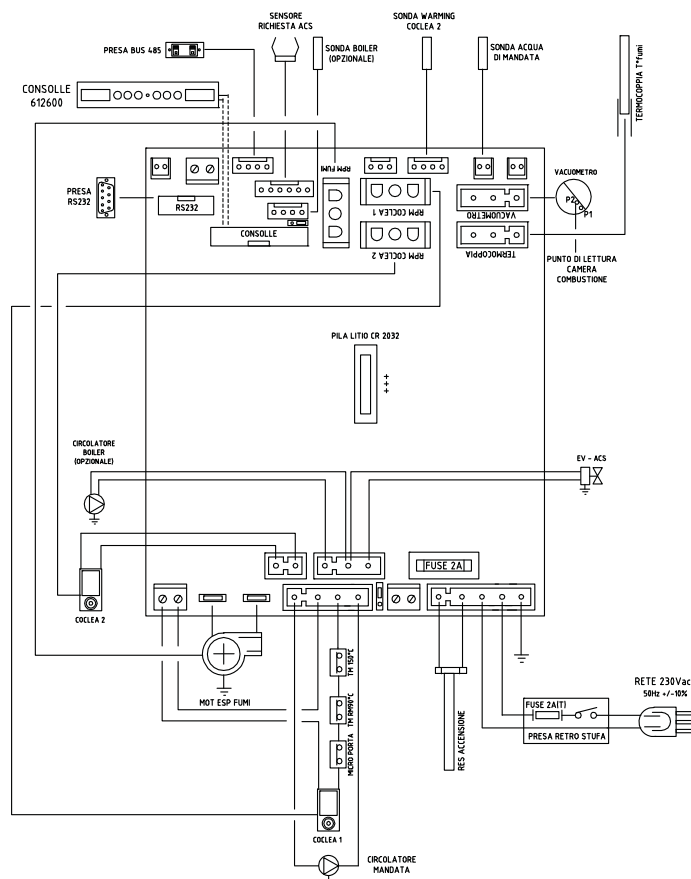 SENSORE
RICHIESTA ACS
SONDA WARMING
COCLEA 2
PRESA BUS 485
SONDA BOILER
(OPZIONALE)
SONDA ACQUA
DI MANDATA
TERMOCOPPIA T°fumi
CONSOLLE
612600
RPM FUMI
VACUOMETRO
P2
P1
PRESA
RS232
RS232
RPM COCLEA 1
VACUOMETRO
CONSOLLE
RPM COCLEA 2
TERMOCOPPIA
PUNTO DI LETTURA
CAMERA
COMBUSTIONE
PILA LITIO CR 2032
+++
CIRCOLATORE
BOILER
(OPZIONALE)
EV - ACS
FUSE 2A
COCLEA 2
TM 150°C
MOT ESP FUMI
TM RM90°C
MICRO PORTA
RES ACCENSIONE
RETE 230Vac
50Hz +/-10%
FUSE 2A(T)
PRESA RETRO STUFA
COCLEA 1
CIRCOLATORE
MANDATA